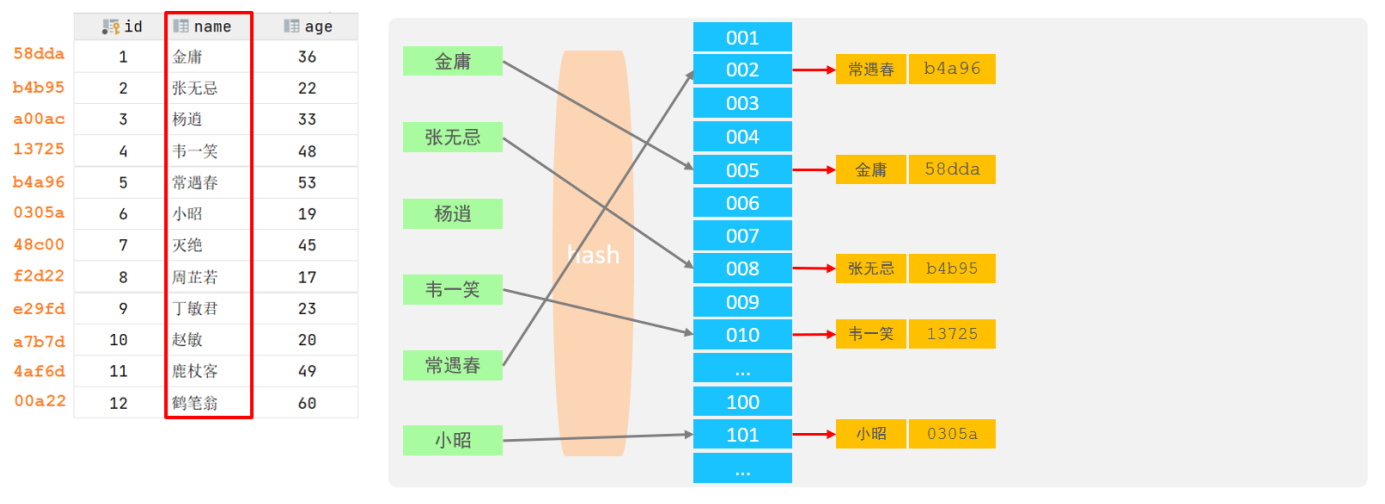 id name age
58dda 1 金庸 36
b4b95 2 张无忌 22
a00ac 3 杨逍 33
13725 4 韦一笑 48
b4a96 5 常遇春 53
0305a 6 小昭 19
48c00 7 灭绝 45
f2d22 8 周芷若 17
e29fd 9 丁敏君 23
a7b7d 10 赵敏 20
4af6d 11 鹿杖客 49
00a22 12 鹤笔翁 60
金庸
张无忌
杨逍
韦一笑
常遇春
小昭
hash
001
002
003
004
005
006
007
008
009
010
...
100
101
...
常遇春 b4a96
金庸 58dda
张无忌 b4b95
韦一笑 13725
小昭 0305a